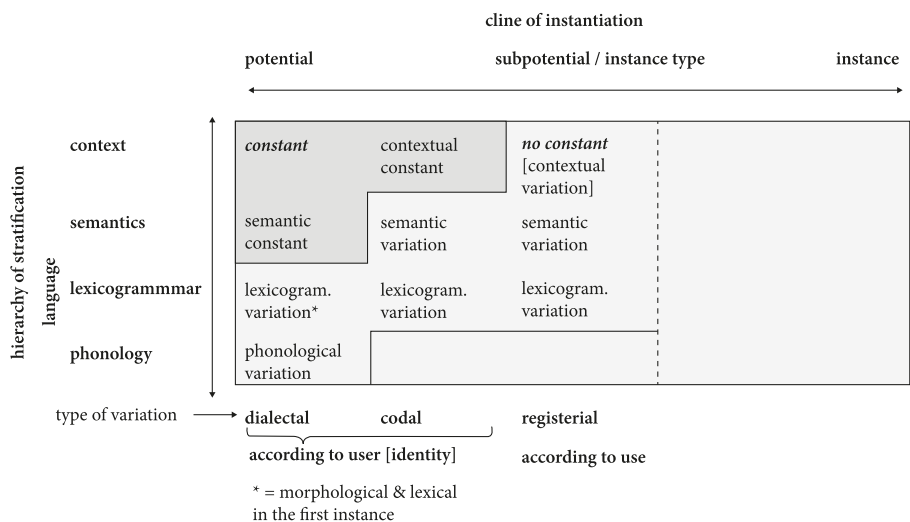 cline of instantiation
potential
subpotential / instance type
instance
hierarchy of stratification
language
context
constant
contextual
constant
no constant
[contextual
variation]
semantics
semantic
constant
semantic
variation
semantic
variation
lexicogrammmar
lexicogram.
variation*
lexicogram.
variation
lexicogram.
variation
phonology
phonological
variation
type of variation
dialectal
codal
registerial
according to user [identity]
according to use
* = morphological & lexical
in the first instance